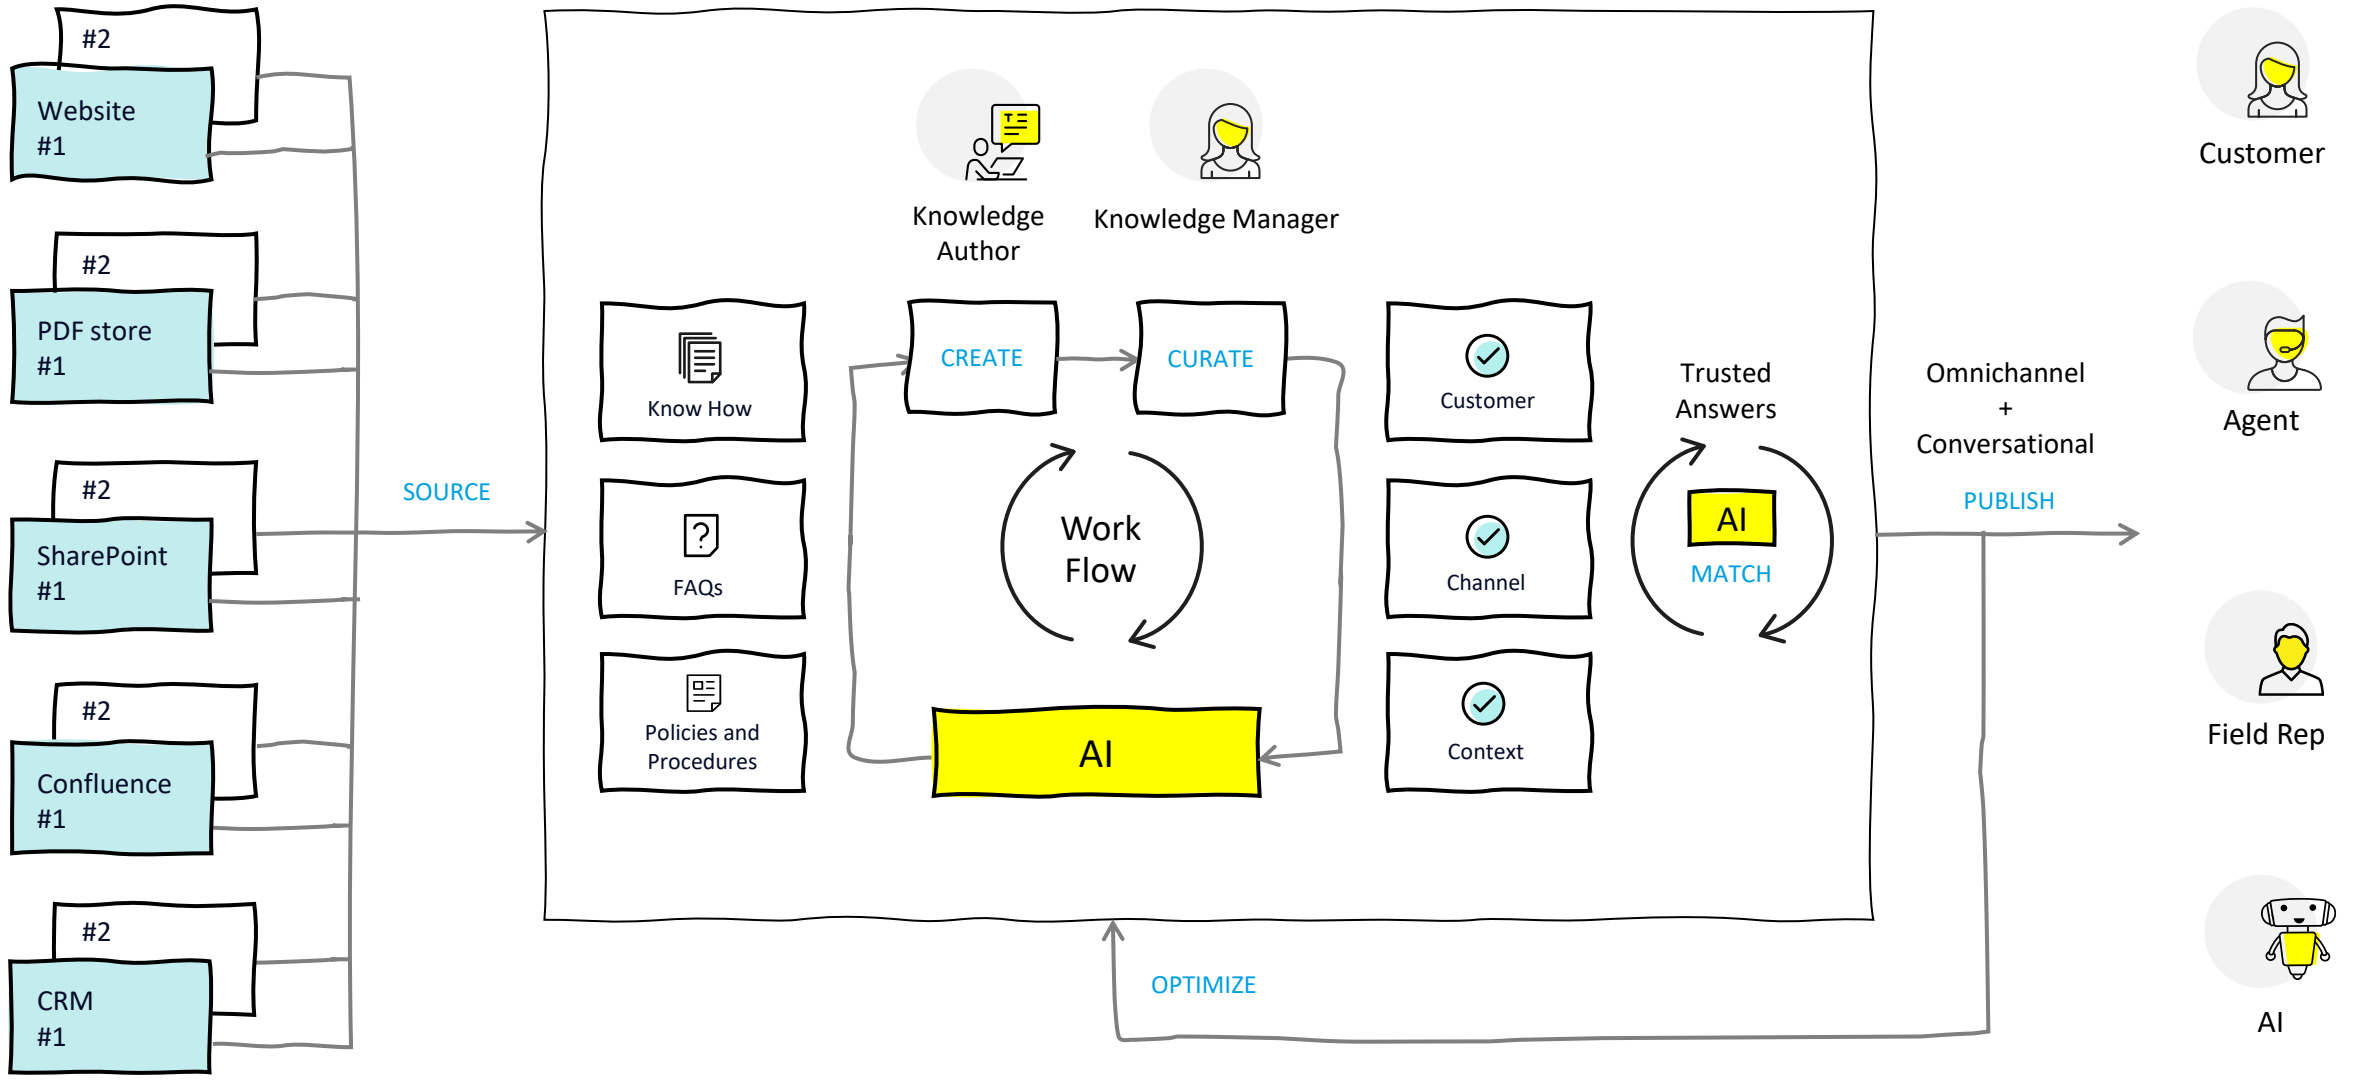 #2
Website
#1
#2
PDF store
#1
#2
SharePoint
#1
#2
Confluence
#1
#2
CRM
#1
SOURCE
Knowledge
Author
Knowledge Manager
Know How
FAQs
Policies and
Procedures
CREATE
CURATE
Work
Flow
AI
Customer
Channel
Context
Trusted
Answers
AI
MATCH
Omnichannel
+
Conversational
PUBLISH
OPTIMIZE
Customer
Agent
Field Rep
AI